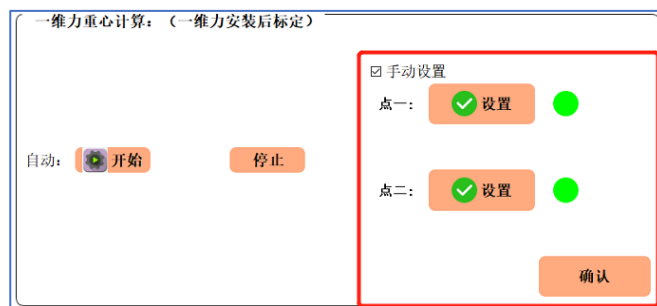 一维力重心计算：（一维力安装后标定）
手动设置
点一： 设置
自动： 开始 停止
点二： 设置
确认